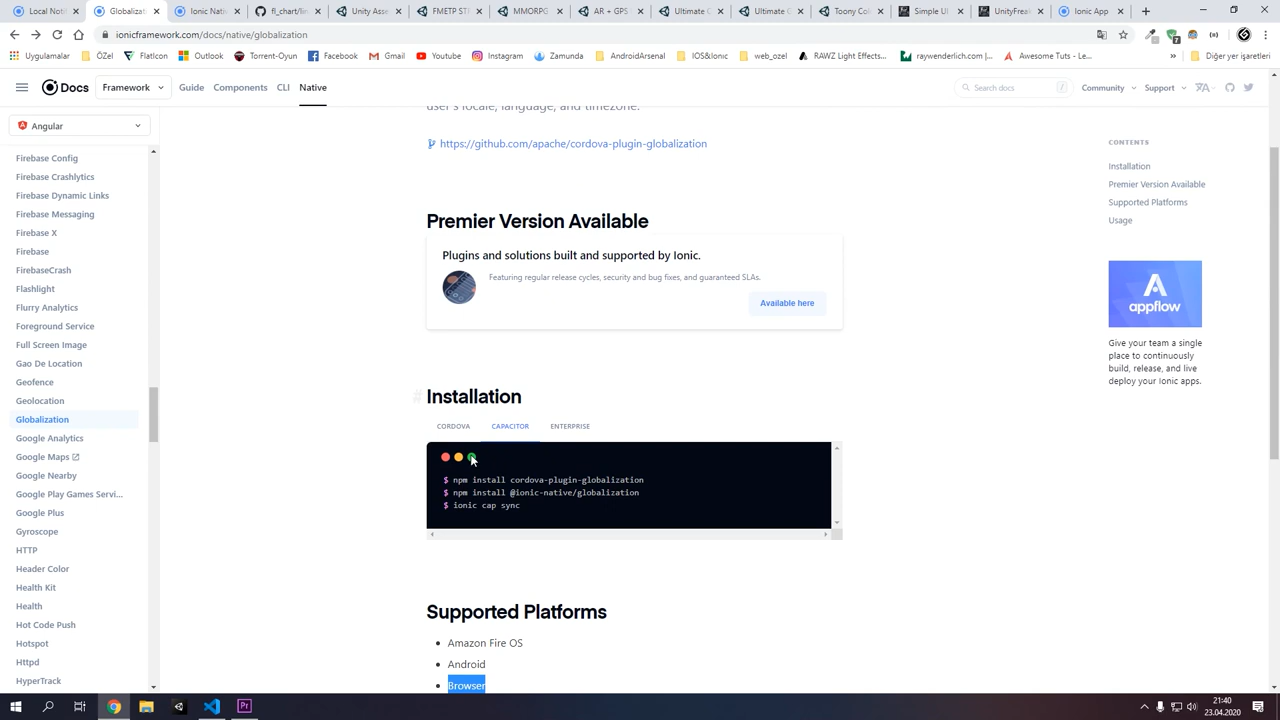 Local Notif
Globalizatio
Ionic Nativ
fl_chart/lin
Unity Asse
FMETP STR
MMORPG K
AR + GPS L
Ultimate Cl
Ultimate Cl
Toony Color
Simple UI
UnityFreak
Ionic App
ionicframework.com/docs/native/globalization
Uygulamalar
ÖZel
FlatIcon
Outlook
Torrent-Oyun
Facebook
Gmail
Youtube
Instagram
Zamunda
AndroidArsenal
IOS&Ionic
web_ozel
RAWZ Light Effects...
raywenderlich.com |...
Awesome Tuts - Le...
»
Diğer yer işaretleri
Docs
Framework
Guide
Components
CLI
Native
Search docs
/
Community
Support
Angular
user's locale, language, and timezone.
https://github.com/apache/cordova-plugin-globalization
Firebase Config
Firebase Crashlytics
Firebase Dynamic Links
Firebase Messaging
Firebase X
Firebase
FirebaseCrash
Flashlight
Flurry Analytics
Foreground Service
Full Screen Image
Gao De Location
Geofence
Geolocation
Globalization
Google Analytics
Google Maps
Google Nearby
Google Play Games Servi...
Google Plus
Gyroscope
HTTP
Header Color
Health Kit
Health
Hot Code Push
Hotspot
Httpd
HyperTrack
Premier Version Available
Plugins and solutions built and supported by Ionic.
Featuring regular release cycles, security and bug fixes, and guaranteed SLAs.
Available here
# Installation
CORDOVA
CAPACITOR
ENTERPRISE
$ npm install cordova-plugin-globalization
$ npm install @ionic-native/globalization
$ ionic cap sync
Supported Platforms
Amazon Fire OS
Android
Browser
CONTENTS
Installation
Premier Version Available
Supported Platforms
Usage
appflow
Give your team a single
place to continuously
build, release, and live
deploy your Ionic apps.
21:40
23.04.2020